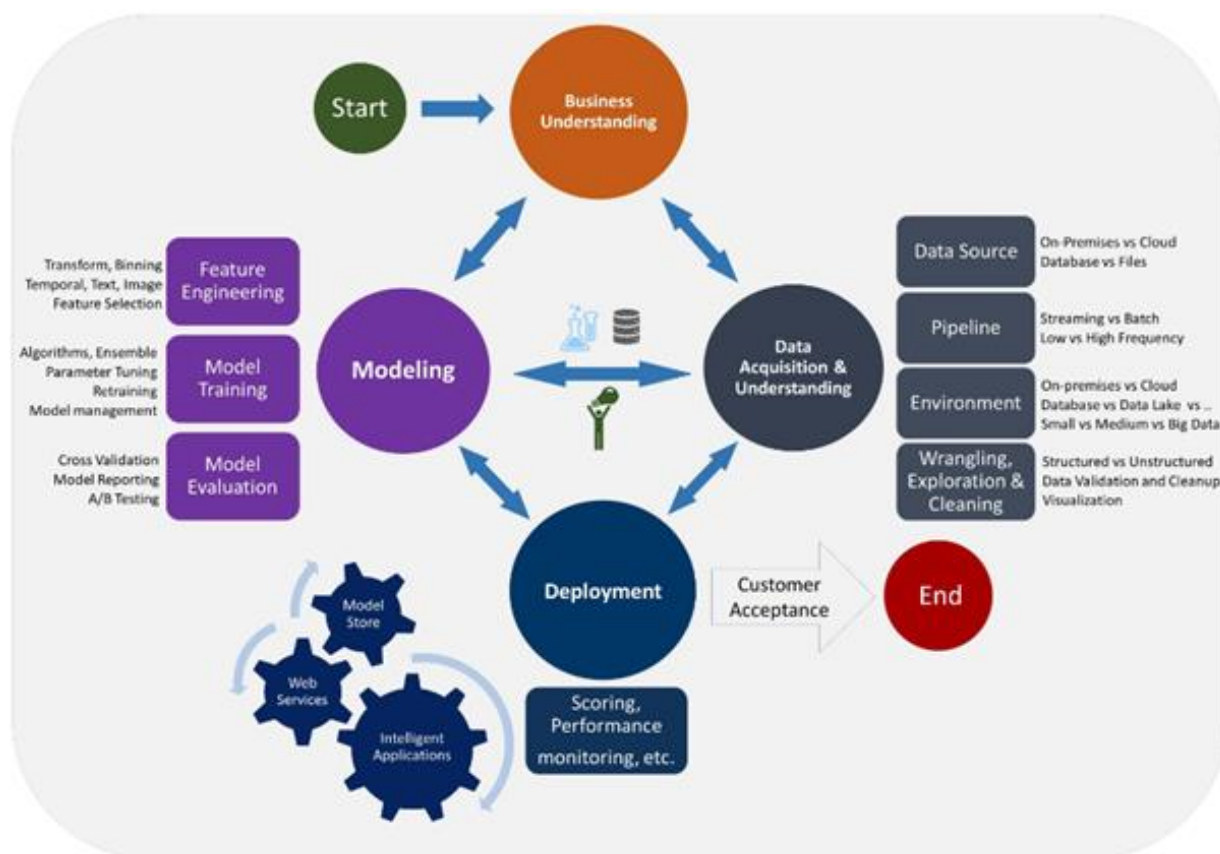 Start
Business
Understanding
Transform, Binning
Temporal, Text, Image
Feature Selection
Feature
Engineering
Algorithms, Ensemble
Parameter Tuning
Retraining
Model management
Model
Training
Cross Validation
Model Reporting
A/B Testing
Model
Evaluation
Modeling
Data
Acquisition &
Understanding
Data Source
On-Premises vs Cloud
Database vs Files
Pipeline
Streaming vs Batch
Low vs High Frequency
Environment
On-premises vs Cloud
Database vs Data Lake vs ..
Small vs Medium vs Big Data
Wrangling,
Exploration &
Cleaning
Structured vs Unstructured
Data Validation and Cleanup
Visualization
Deployment
Customer
Acceptance
End
Model
Store
Web
Services
Intelligent
Applications
Scoring,
Performance
monitoring, etc.